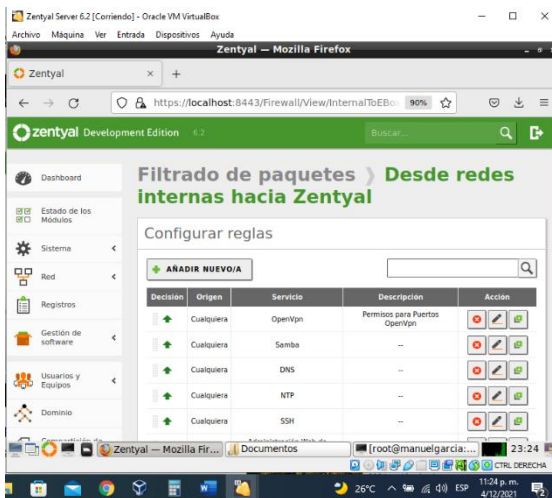 Zentyal Server 6.2 [Corriendo] - Oracle VM VirtualBox
Archivo Máquina Ver Entrada Dispositivos Ayuda
Zentyal — Mozilla Firefox
Zentyal
https://localhost:8443/Firewall/View/InternalToEBo
90%
zentyal Development Edition 6.2
Buscar...
Dashboard
Estado de los
Módulos
Sistema
Red
Registros
Gestión de
software
Usuarios y
Equipos
Dominio
Filtrado de paquetes Desde redes
internas hacia Zentyal
Configurar reglas
AÑADIR NUEVO/A
Decisión Origen Servicio Descripción Acción
Cualquiera OpenVpn Permisos para Puertos
OpenVpn
Cualquiera Samba --
Cualquiera DNS --
Cualquiera NTP --
Cualquiera SSH --
Zentyal — Mozilla Fir... Documentos [root@manuelgarcia:... 23:24
CTRL DERECHA
26°C ESP 11:24 p. m.
4/12/2021